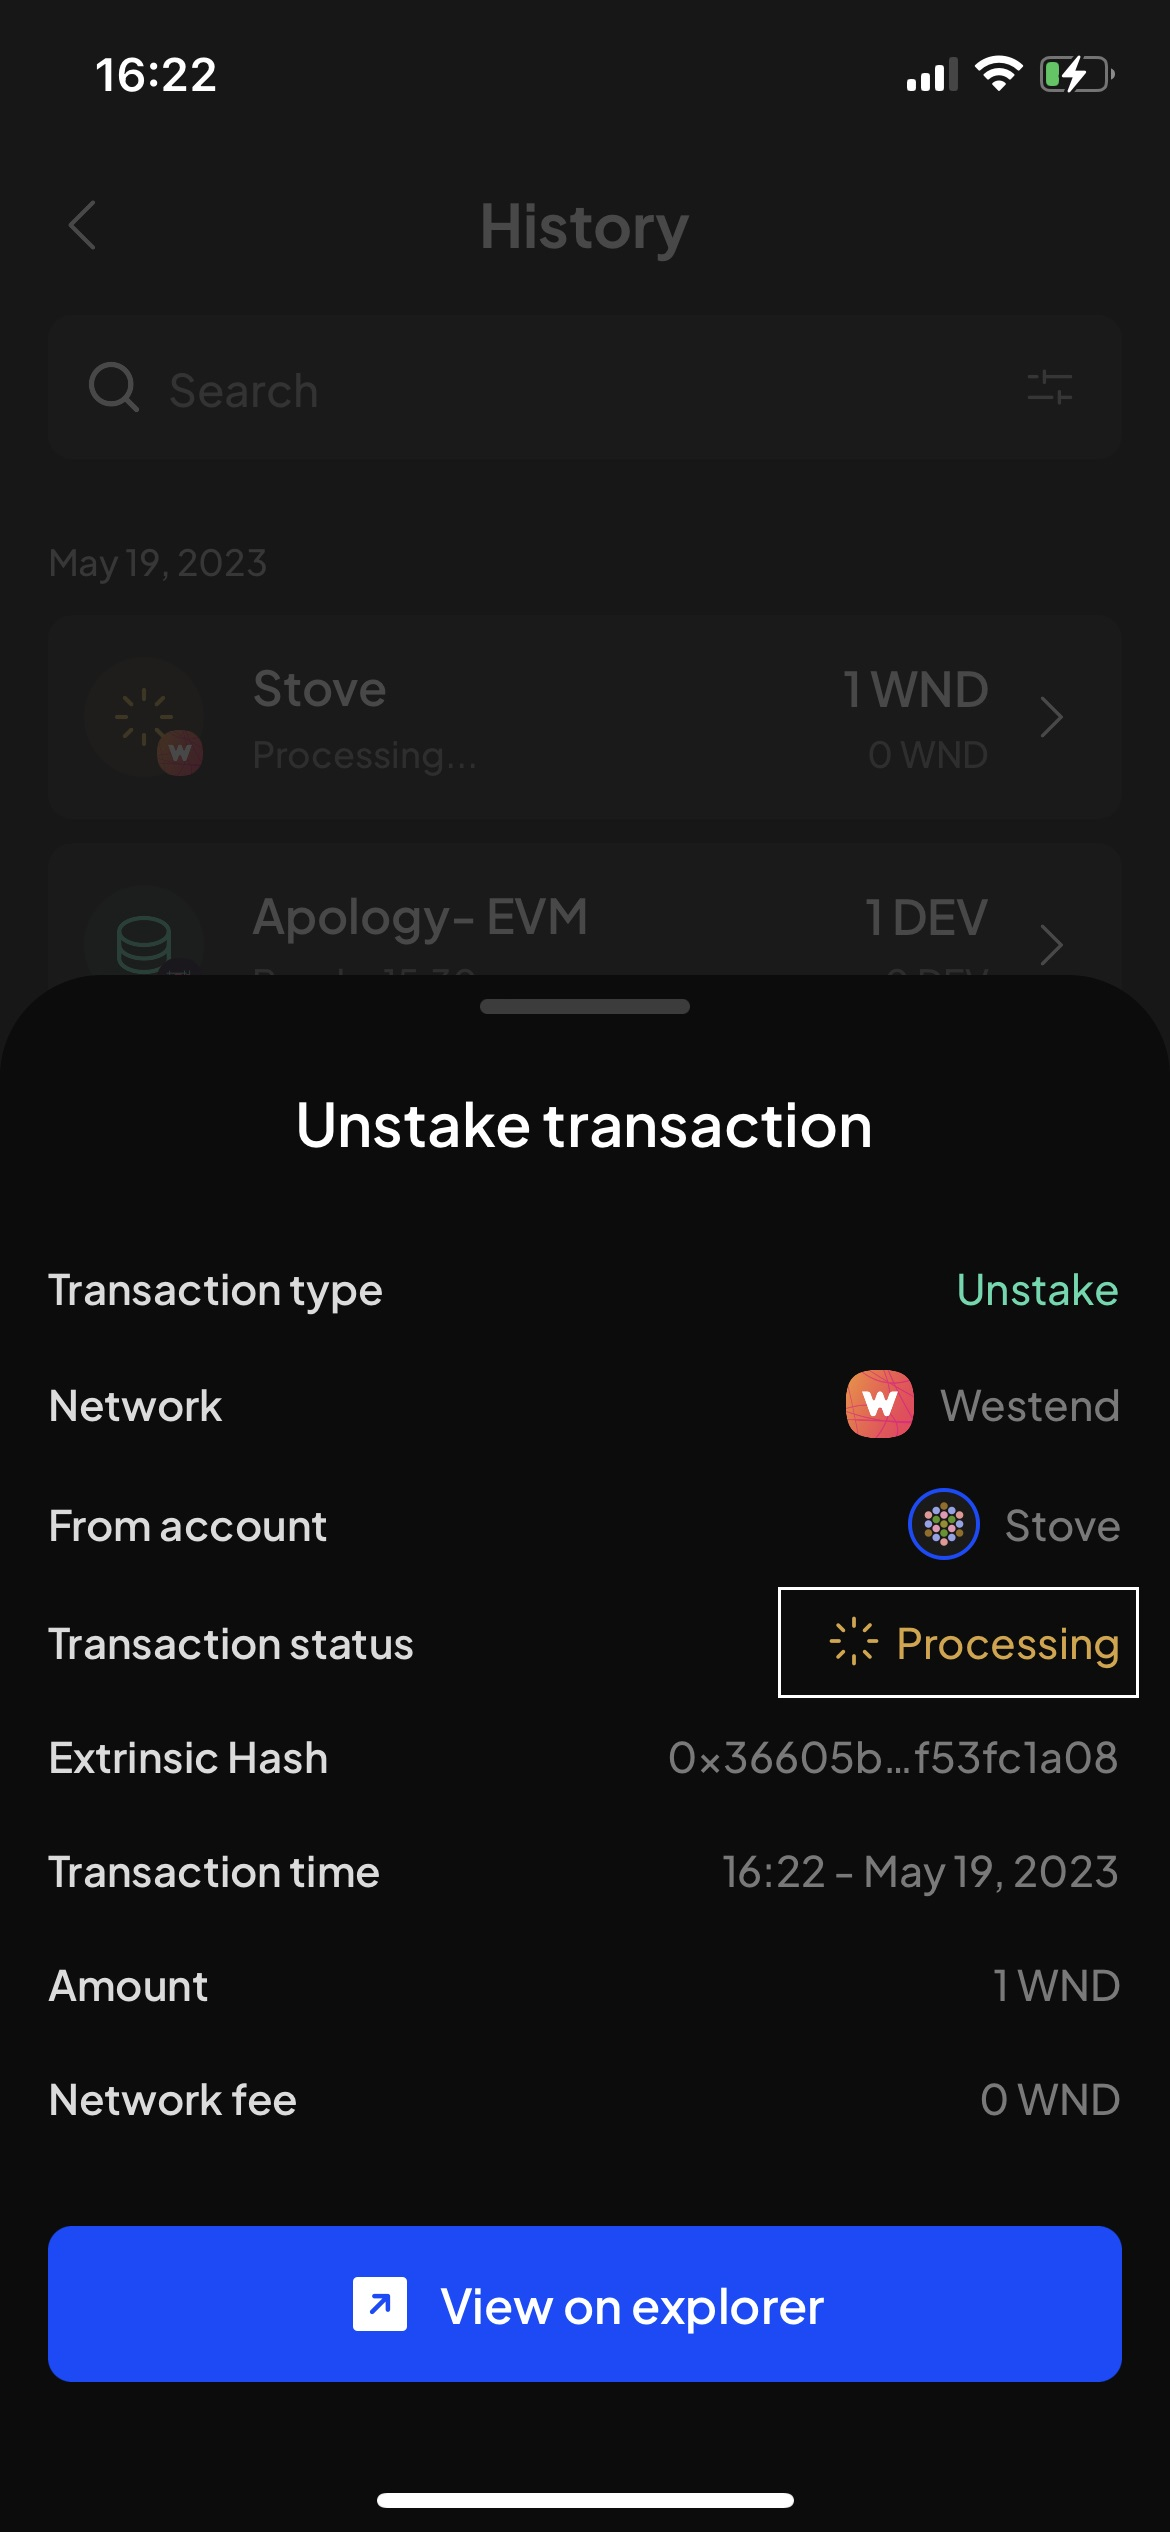 16:22
History
Search
May 19, 2023
Stove 1 WND
Processing... 0 WND
Apology- EVM 1 DEV
0 DEV
Unstake transaction
Transaction type Unstake
Network W Westend
From account Stove
Transaction status Processing
Extrinsic Hash 0x36605b...f53fc1a08
Transaction time 16:22 - May 19, 2023
Amount 1 WND
Network fee 0 WND
View on explorer